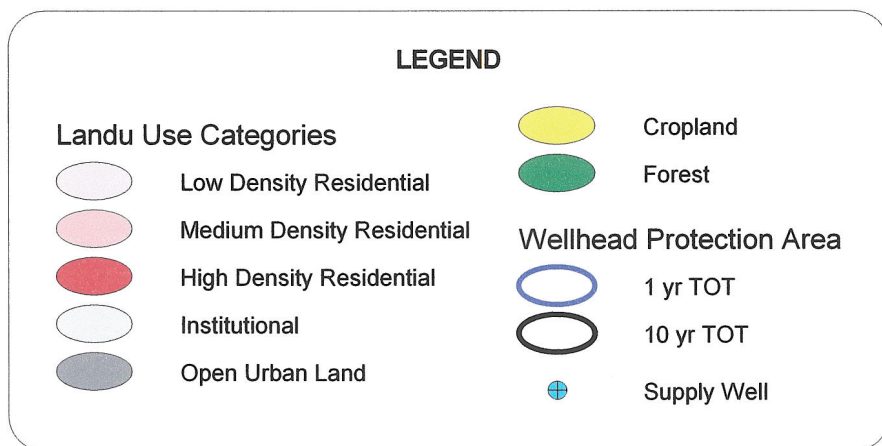 LEGEND
Landu Use Categories
Low Density Residential
Medium Density Residential
High Density Residential
Institutional
Open Urban Land
Cropland
Forest
Wellhead Protection Area
1 yr TOT
10 yr TOT
Supply Well